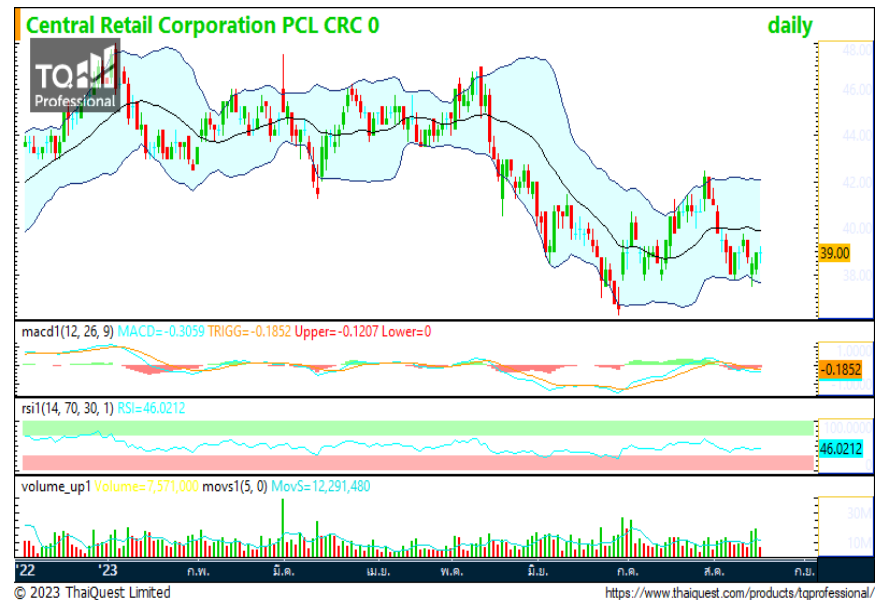 Central Retail Corporation PCL CRC 0 daily
TQ
Professional
48.00
46.00
44.00
42.00
40.00
39.00
38.00
macd1(12, 26, 9) MACD=-0.3059 TRIGG=-0.1852 Upper=-0.1207 Lower=0
1.0000
-0.1852
rsi1(14, 70, 30, 1) RSI=46.0212
100.0000
46.0212
volume_up1 Volume=7,571,000 movs1(5, 0) MovS=12,291,480
30M
10M
'22 '23 ก.พ. มี.ค. เม.ย. พ.ค. มิ.ย. ก.ค. ส.ค. ก.ย.
© 2023 ThaiQuest Limited https://www.thaiquest.com/products/tqprofessional/